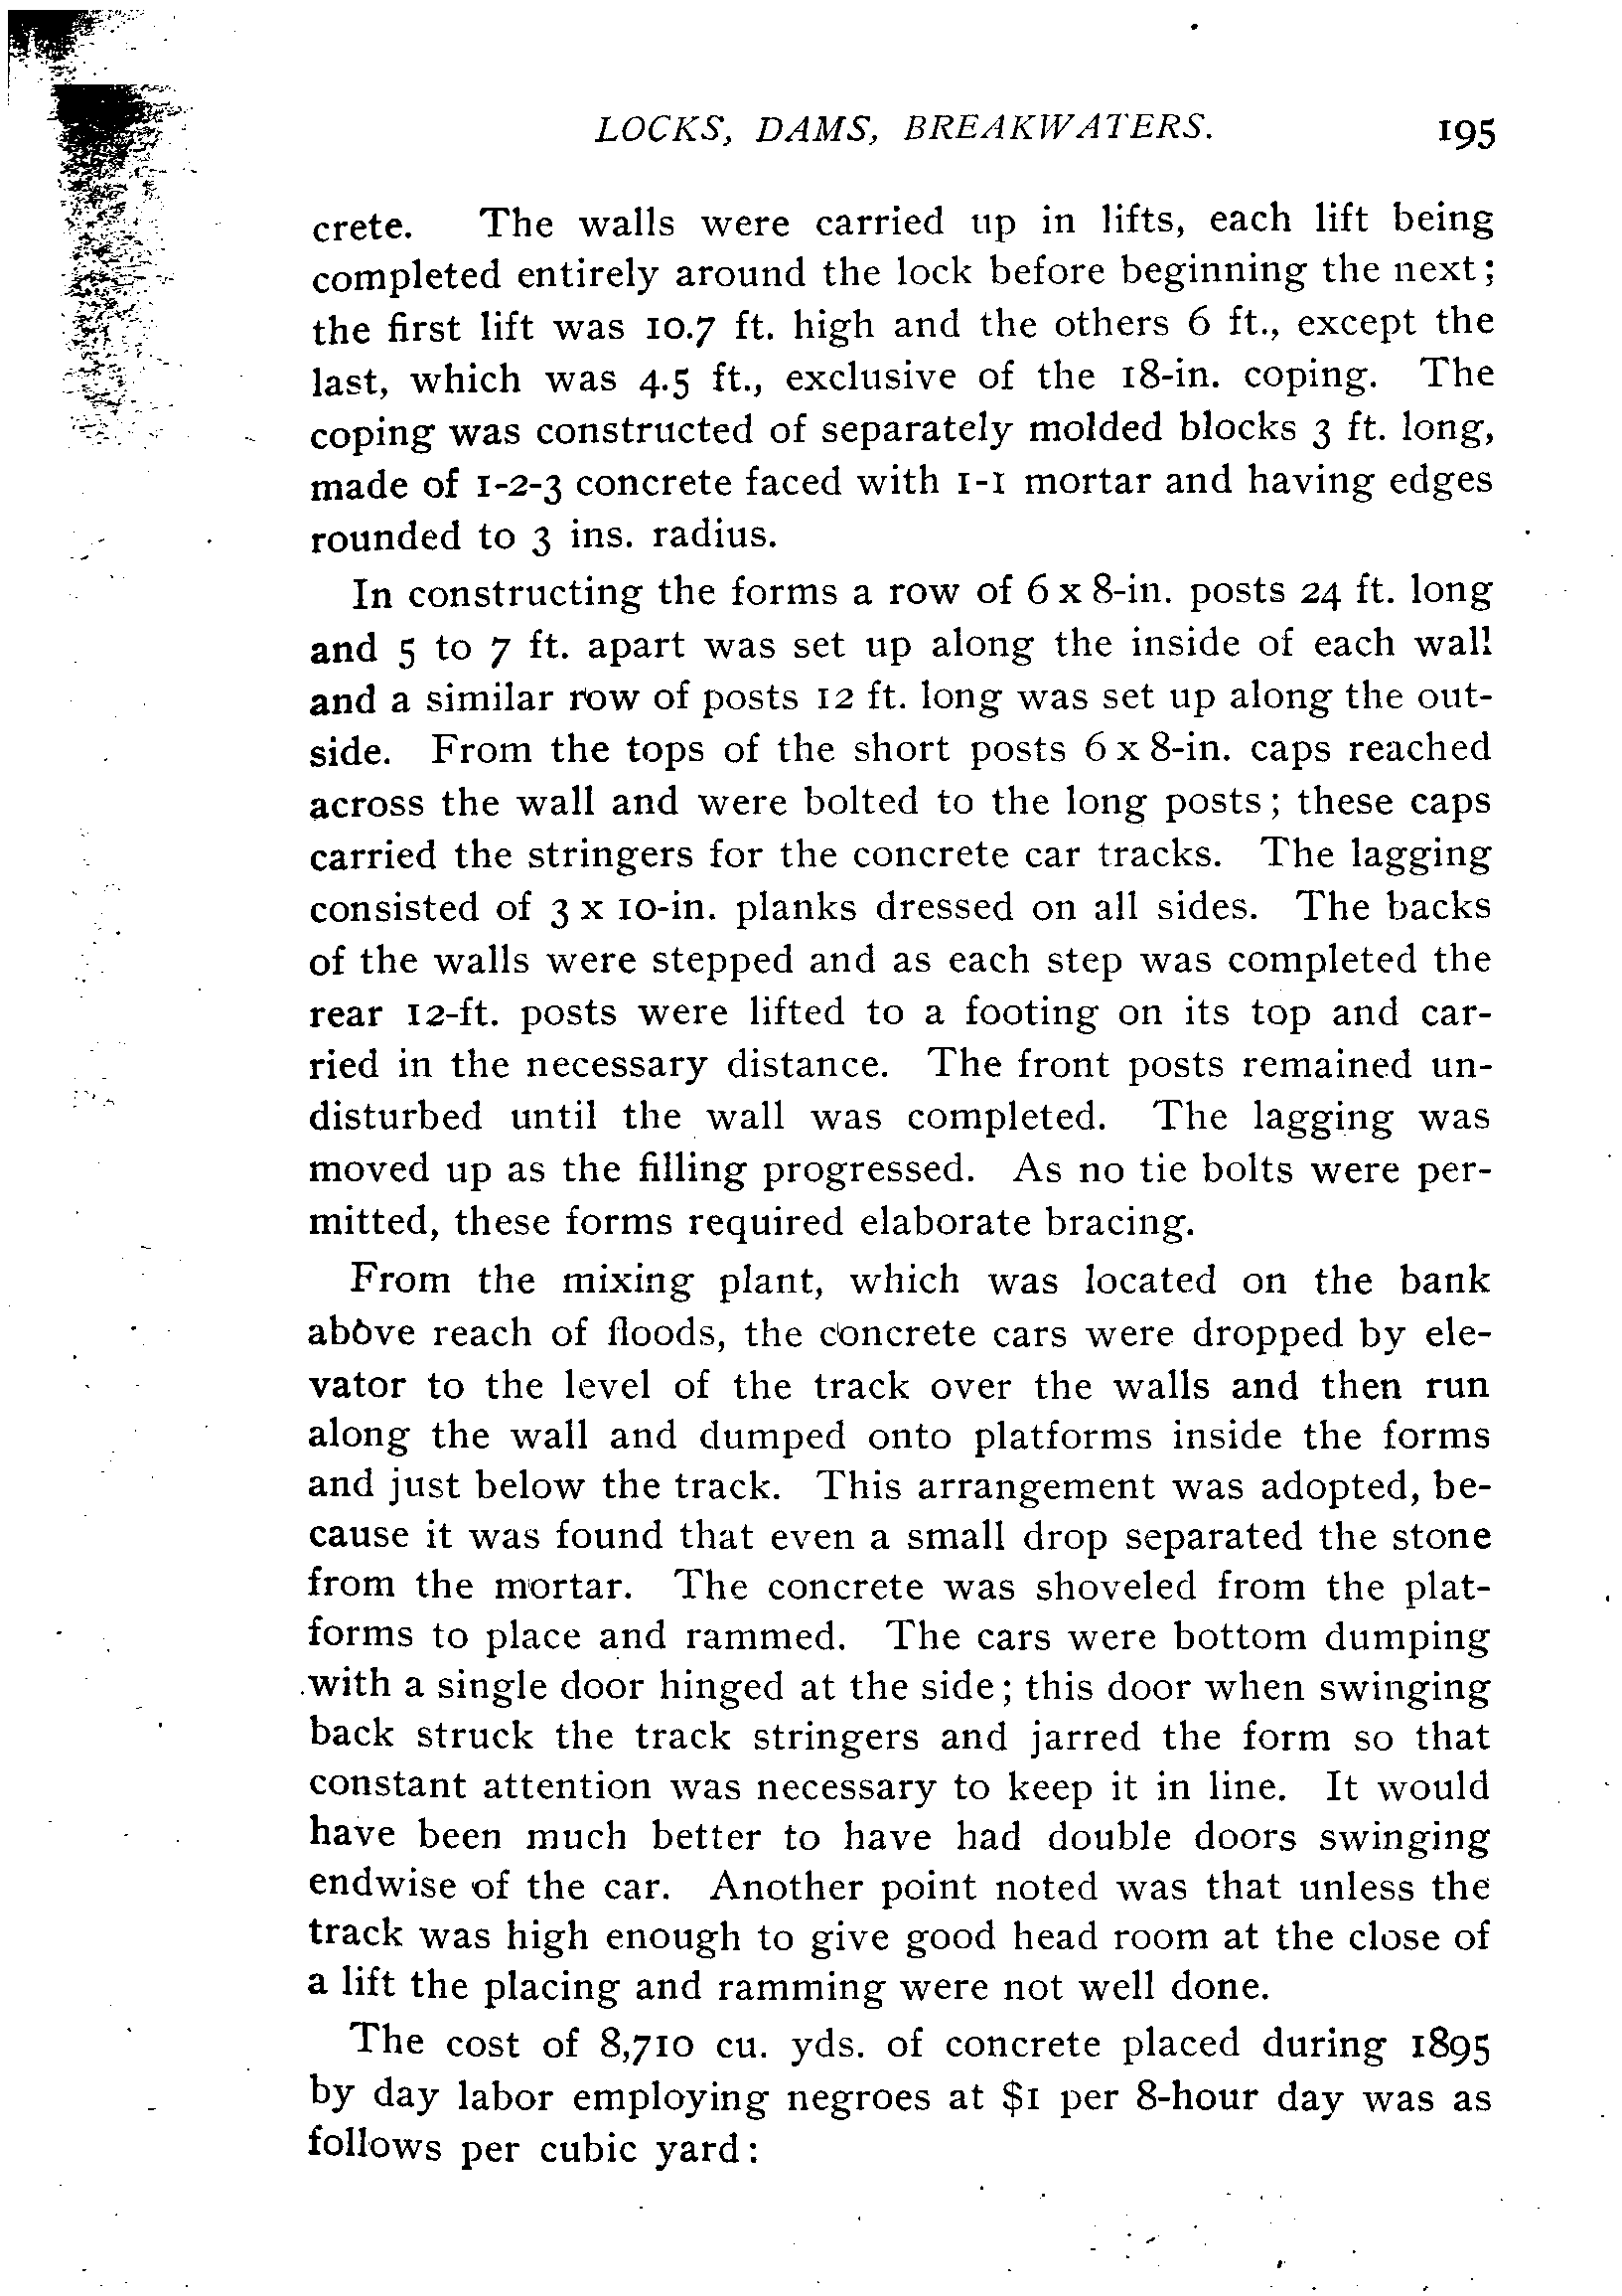 LOCKS, DAMS, BREAKWATERS. 195
crete. The walls were carried up in lifts, each lift being
completed entirely around the lock before beginning the next;
the first lift was 10.7 ft. high and the others 6 ft., except the
last, which was 4.5 ft., exclusive of the 18-in. coping. The
coping was constructed of separately molded blocks 3 ft. long,
made of 1-2-3 concrete faced with 1-1 mortar and having edges
rounded to 3 ins. radius.
In constructing the forms a row of 6 x 8-in. posts 24 ft. long
and 5 to 7 ft. apart was set up along the inside of each wall
and a similar row of posts 12 ft. long was set up along the out-
side. From the tops of the short posts 6 x 8-in. caps reached
across the wall and were bolted to the long posts; these caps
carried the stringers for the concrete car tracks. The lagging
consisted of 3 x 10-in. planks dressed on all sides. The backs
of the walls were stepped and as each step was completed the
rear 12-ft. posts were lifted to a footing on its top and car-
ried in the necessary distance. The front posts remained un-
disturbed until the wall was completed. The lagging was
moved up as the filling progressed. As no tie bolts were per-
mitted, these forms required elaborate bracing.
From the mixing plant, which was located on the bank
above reach of floods, the concrete cars were dropped by ele-
vator to the level of the track over the walls and then run
along the wall and dumped onto platforms inside the forms
and just below the track. This arrangement was adopted, be-
cause it was found that even a small drop separated the stone
from the mortar. The concrete was shoveled from the plat-
forms to place and rammed. The cars were bottom dumping
with a single door hinged at the side; this door when swinging
back struck the track stringers and jarred the form so that
constant attention was necessary to keep it in line. It would
have been much better to have had double doors swinging
endwise of the car. Another point noted was that unless the
track was high enough to give good head room at the close of
a lift the placing and ramming were not well done.
The cost of 8,710 cu. yds. of concrete placed during 1895
by day labor employing negroes at $1 per 8-hour day was as
follows per cubic yard: